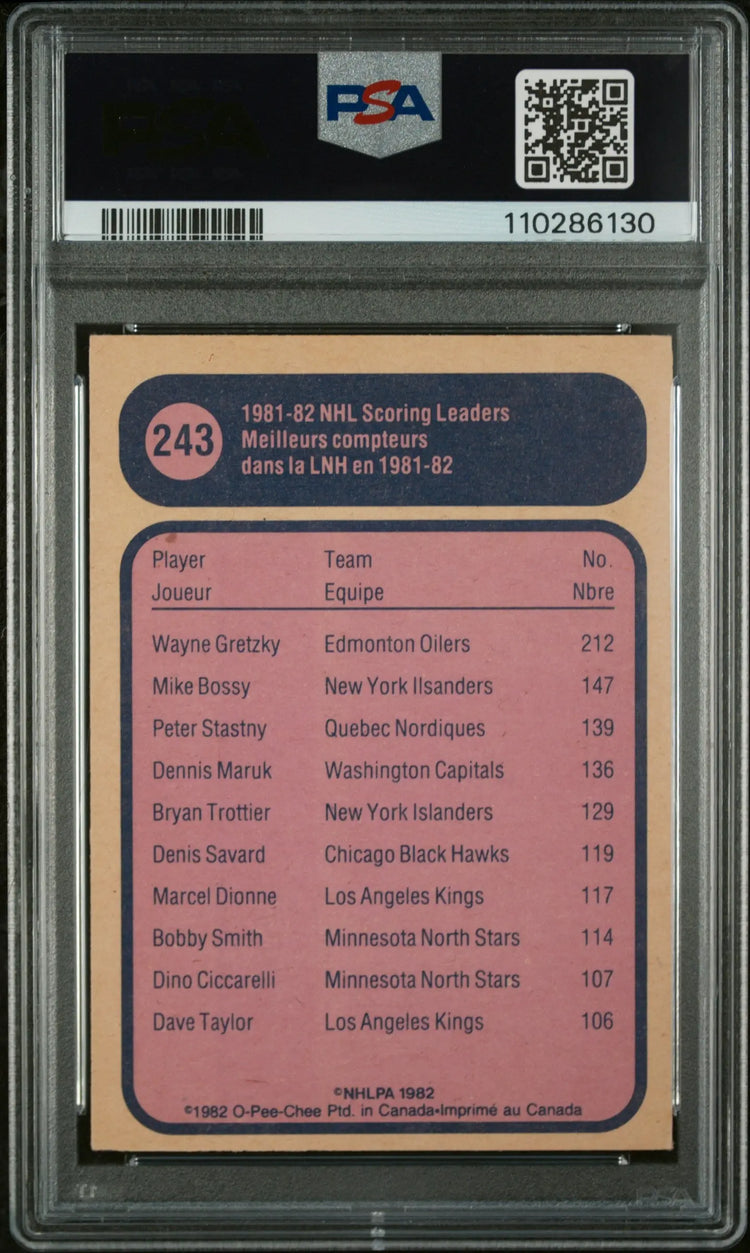 PSA
110286130
243
1981-82 NHL Scoring Leaders
Meilleurs compteurs
dans la LNH en 1981-82
Player Team No.
Joueur Equipe Nbre
Wayne Gretzky Edmonton Oilers 212
Mike Bossy New York Ilsanders 147
Peter Stastny Quebec Nordiques 139
Dennis Maruk Washington Capitals 136
Bryan Trottier New York Islanders 129
Denis Savard Chicago Black Hawks 119
Marcel Dionne Los Angeles Kings 117
Bobby Smith Minnesota North Stars 114
Dino Ciccarelli Minnesota North Stars 107
Dave Taylor Los Angeles Kings 106
©NHLPA 1982
©1982 O-Pee-Chee Ptd. in Canada•Imprimé au Canada
PSA